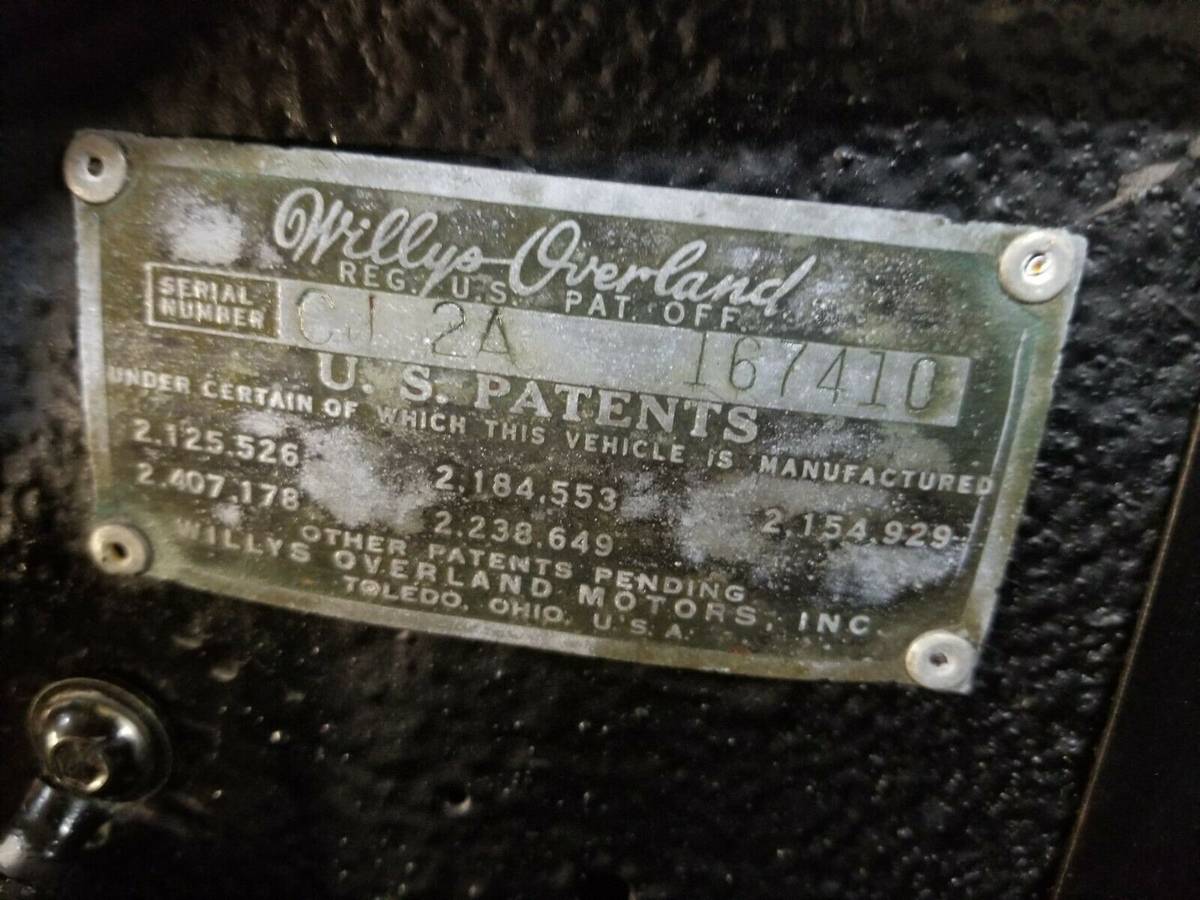 Willys-Overland
REG. U.S. PAT. OFF.
SERIAL NUMBER CJ 2A 167410
U. S. PATENTS
UNDER CERTAIN OF WHICH THIS VEHICLE IS MANUFACTURED
2.125.526 2.184.553 2.154.929
2.407.178 2.238.649
OTHER PATENTS PENDING
WILLYS OVERLAND MOTORS, INC.
TOLEDO, OHIO, U.S.A.